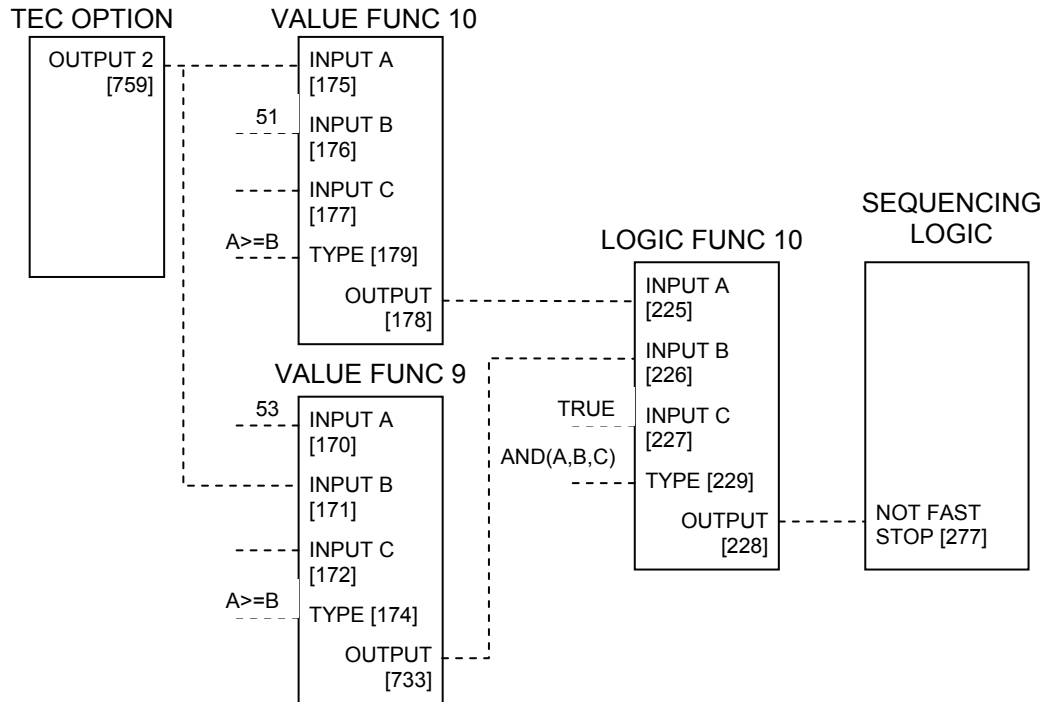 TEC OPTION
OUTPUT 2
[759]
VALUE FUNC 10
INPUT A
[175]
51
INPUT B
[176]
INPUT C
[177]
A>=B
TYPE [179]
OUTPUT
[178]
VALUE FUNC 9
53
INPUT A
[170]
INPUT B
[171]
INPUT C
[172]
A>=B
TYPE [174]
OUTPUT
[733]
LOGIC FUNC 10
INPUT A
[225]
INPUT B
[226]
TRUE
INPUT C
[227]
AND(A,B,C)
TYPE [229]
OUTPUT
[228]
SEQUENCING
LOGIC
NOT FAST
STOP [277]